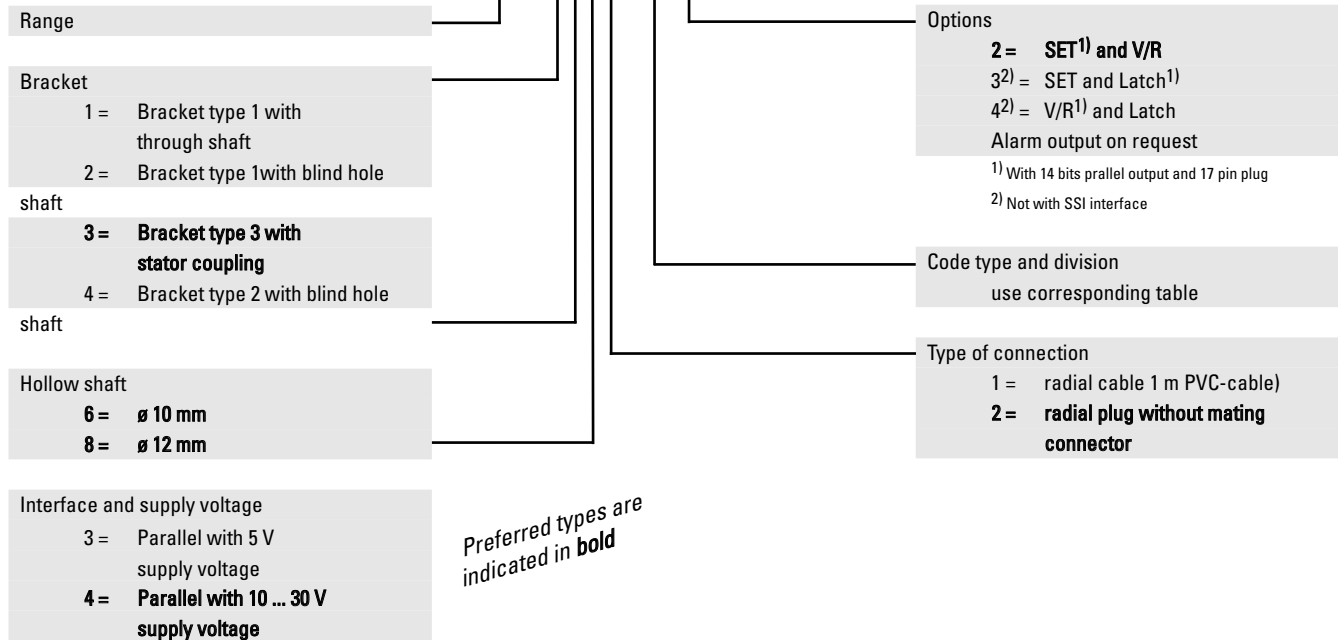 Range
Bracket
1 = Bracket type 1 with
through shaft
2 = Bracket type 1with blind hole
shaft
3 = Bracket type 3 with
stator coupling
4 = Bracket type 2 with blind hole
shaft
Hollow shaft
6 = ø 10 mm
8 = ø 12 mm
Interface and supply voltage
3 = Parallel with 5 V
supply voltage
4 = Parallel with 10 ... 30 V
supply voltage
Preferred types are
indicated in bold
Options
2 = SET1) and V/R
32) = SET and Latch1)
42) = V/R1) and Latch
Alarm output on request
1) With 14 bits prallel output and 17 pin plug
2) Not with SSI interface
Code type and division
use corresponding table
Type of connection
1 = radial cable 1 m PVC-cable)
2 = radial plug without mating
connector